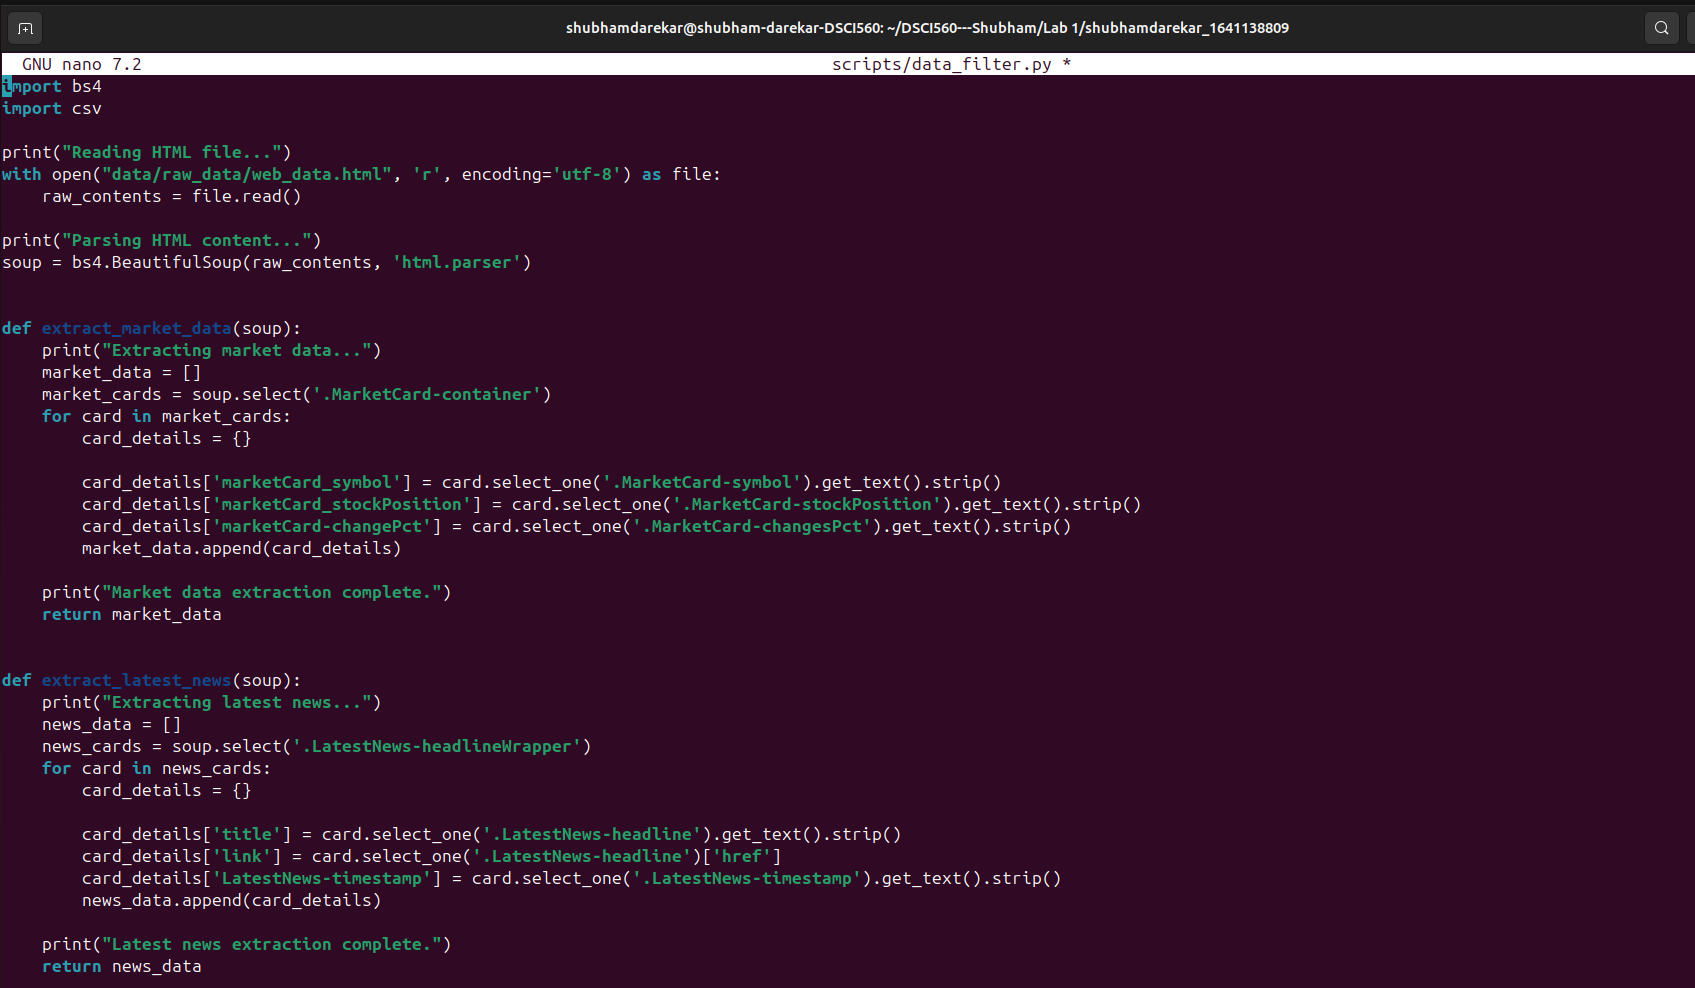 shubhamdarekar@shubham-darekar-DSCI560: ~/DSCI560---Shubham/Lab 1/shubhamdarekar_1641138809
GNU nano 7.2 scripts/data_filter.py *
import bs4
import csv

print("Reading HTML file...")
with open("data/raw_data/web_data.html", 'r', encoding='utf-8') as file:
    raw_contents = file.read()

print("Parsing HTML content...")
soup = bs4.BeautifulSoup(raw_contents, 'html.parser')


def extract_market_data(soup):
    print("Extracting market data...")
    market_data = []
    market_cards = soup.select('.MarketCard-container')
    for card in market_cards:
        card_details = {}

        card_details['marketCard_symbol'] = card.select_one('.MarketCard-symbol').get_text().strip()
        card_details['marketCard_stockPosition'] = card.select_one('.MarketCard-stockPosition').get_text().strip()
        card_details['marketCard-changePct'] = card.select_one('.MarketCard-changesPct').get_text().strip()
        market_data.append(card_details)

    print("Market data extraction complete.")
    return market_data


def extract_latest_news(soup):
    print("Extracting latest news...")
    news_data = []
    news_cards = soup.select('.LatestNews-headlineWrapper')
    for card in news_cards:
        card_details = {}

        card_details['title'] = card.select_one('.LatestNews-headline').get_text().strip()
        card_details['link'] = card.select_one('.LatestNews-headline')['href']
        card_details['LatestNews-timestamp'] = card.select_one('.LatestNews-timestamp').get_text().strip()
        news_data.append(card_details)

    print("Latest news extraction complete.")
    return news_data